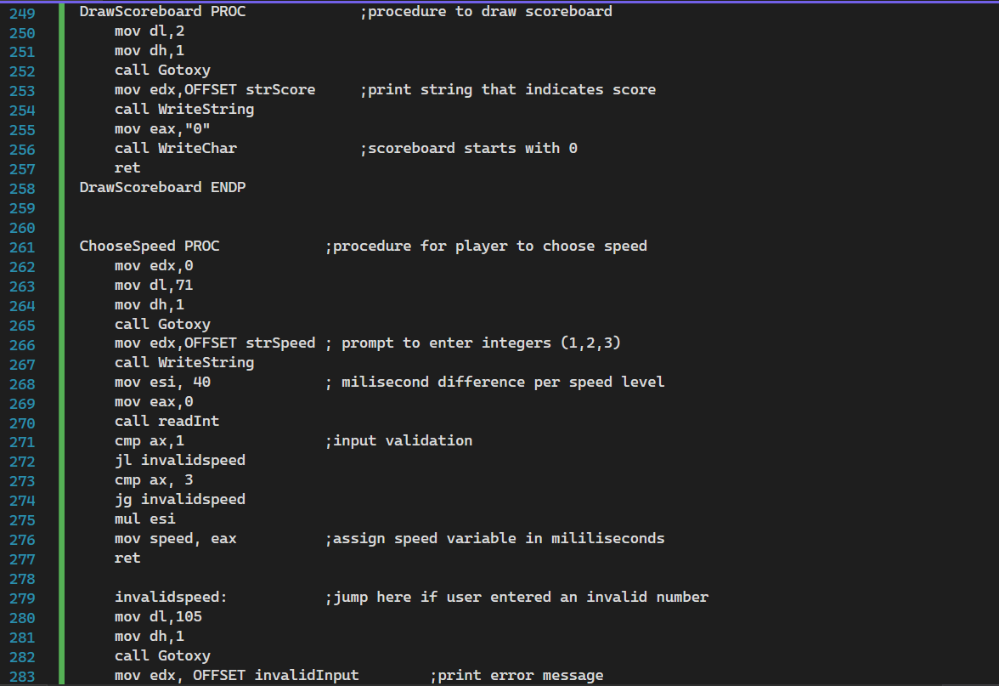 249 DrawScoreboard PROC ;procedure to draw scoreboard
250 mov dl,2
251 mov dh,1
252 call Gotoxy
253 mov edx,OFFSET strScore ;print string that indicates score
254 call WriteString
255 mov eax,"0"
256 call WriteChar ;scoreboard starts with 0
257 ret
258 DrawScoreboard ENDP
259
260
261 ChooseSpeed PROC ;procedure for player to choose speed
262 mov edx,0
263 mov dl,71
264 mov dh,1
265 call Gotoxy
266 mov edx,OFFSET strSpeed ; prompt to enter integers (1,2,3)
267 call WriteString
268 mov esi, 40 ; milisecond difference per speed level
269 mov eax,0
270 call readInt
271 cmp ax,1 ;input validation
272 jl invalidspeed
273 cmp ax, 3
274 jg invalidspeed
275 mul esi
276 mov speed, eax ;assign speed variable in mililiseconds
277 ret
278
279 invalidspeed: ;jump here if user entered an invalid number
280 mov dl,105
281 mov dh,1
282 call Gotoxy
283 mov edx, OFFSET invalidInput ;print error message